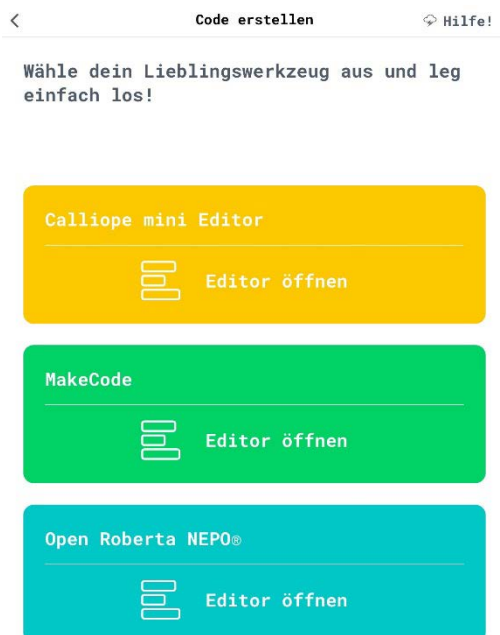 Code erstellen
Hilfe!
Wähle dein Lieblingswerkzeug aus und leg
einfach los!
Calliope mini Editor
Editor öffnen
MakeCode
Editor öffnen
Open Roberta NEPO®
Editor öffnen